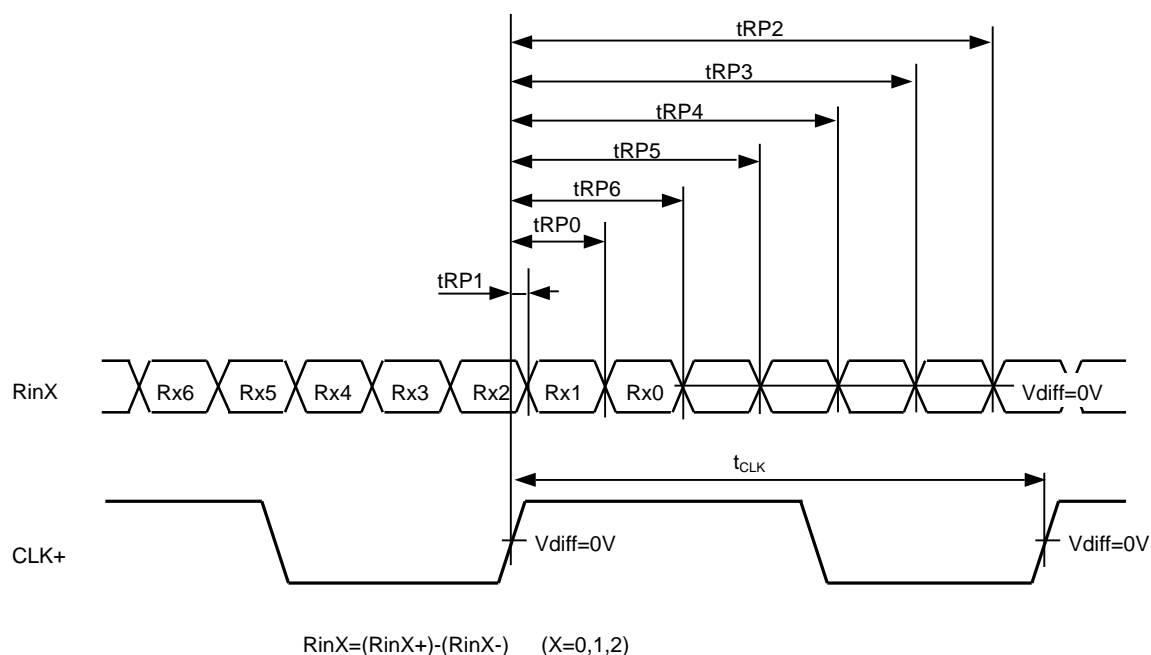 tRP2
tRP3
tRP4
tRP5
tRP6
tRP0
tRP1
RinX Rx6 Rx5 Rx4 Rx3 Rx2 Rx1 Rx0 Vdiff=0V
tCLK
CLK+ Vdiff=0V Vdiff=0V
RinX=(RinX+)-(RinX-) (X=0,1,2)